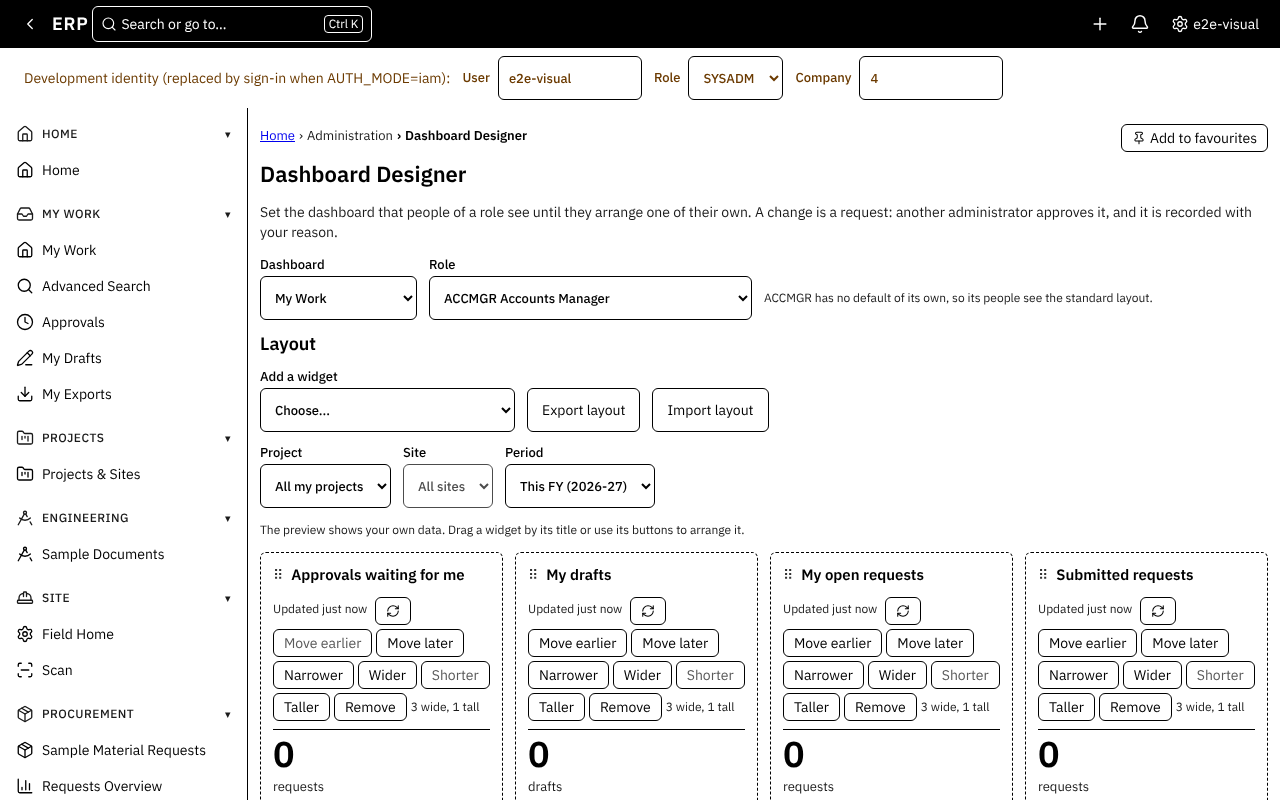 ERP Search or go to... Ctrl K e2e-visual
Development identity (replaced by sign-in when AUTH_MODE=iam): User e2e-visual Role SYSADM Company 4
HOME
Home
MY WORK
My Work
Advanced Search
Approvals
My Drafts
My Exports
PROJECTS
Projects & Sites
ENGINEERING
Sample Documents
SITE
Field Home
Scan
PROCUREMENT
Sample Material Requests
Requests Overview
Home › Administration › Dashboard Designer
Add to favourites
Dashboard Designer
Set the dashboard that people of a role see until they arrange one of their own. A change is a request: another administrator approves it, and it is recorded with
your reason.
Dashboard Role
My Work ACCMGR Accounts Manager ACCMGR has no default of its own, so its people see the standard layout.
Layout
Add a widget
Choose... Export layout Import layout
Project Site Period
All my projects All sites This FY (2026-27)
The preview shows your own data. Drag a widget by its title or use its buttons to arrange it.
Approvals waiting for me
Updated just now
Move earlier Move later
Narrower Wider Shorter
Taller Remove 3 wide, 1 tall
0
requests
My drafts
Updated just now
Move earlier Move later
Narrower Wider Shorter
Taller Remove 3 wide, 1 tall
0
drafts
My open requests
Updated just now
Move earlier Move later
Narrower Wider Shorter
Taller Remove 3 wide, 1 tall
0
requests
Submitted requests
Updated just now
Move earlier Move later
Narrower Wider Shorter
Taller Remove 3 wide, 1 tall
0
requests